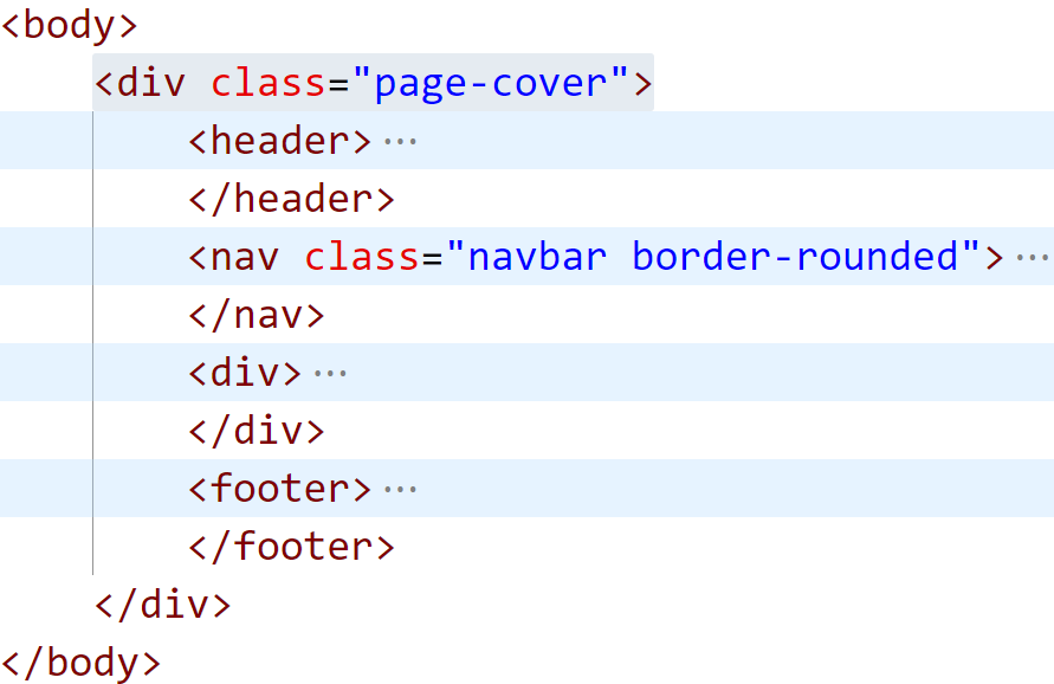 <body>
<div class="page-cover">
<header>···
</header>
<nav class="navbar border-rounded">···
</nav>
<div>···
</div>
<footer>···
</footer>
</div>
</body>